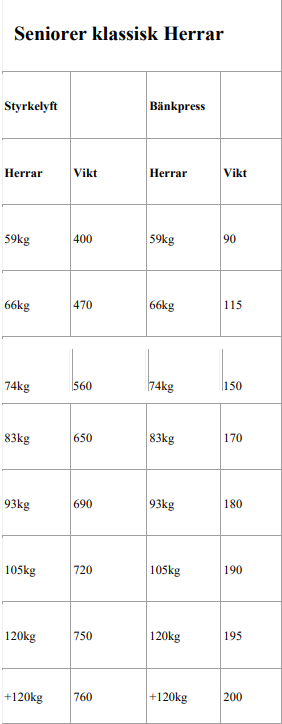 Seniorer klassisk Herrar
Styrkelyft Bänkpress
Herrar Vikt Herrar Vikt
59kg 400 59kg 90
66kg 470 66kg 115
74kg 560 74kg 150
83kg 650 83kg 170
93kg 690 93kg 180
105kg 720 105kg 190
120kg 750 120kg 195
+120kg 760 +120kg 200